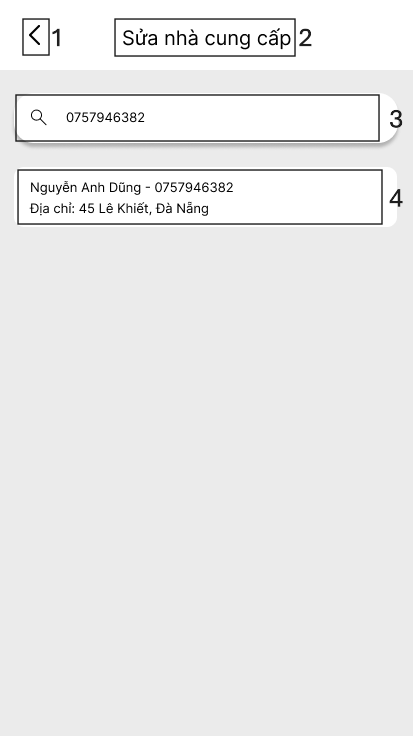 1
Sửa nhà cung cấp 2
0757946382 3
Nguyễn Anh Dũng - 0757946382
Địa chỉ: 45 Lê Khiết, Đà Nẵng
4